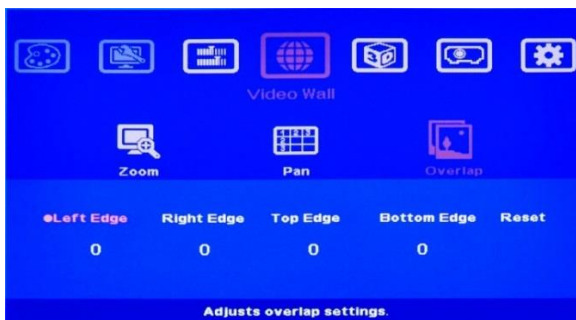 Video Wall
Zoom Pan Overlap
Left Edge Right Edge Top Edge Bottom Edge Reset
0 0 0 0
Adjusts overlap settings.